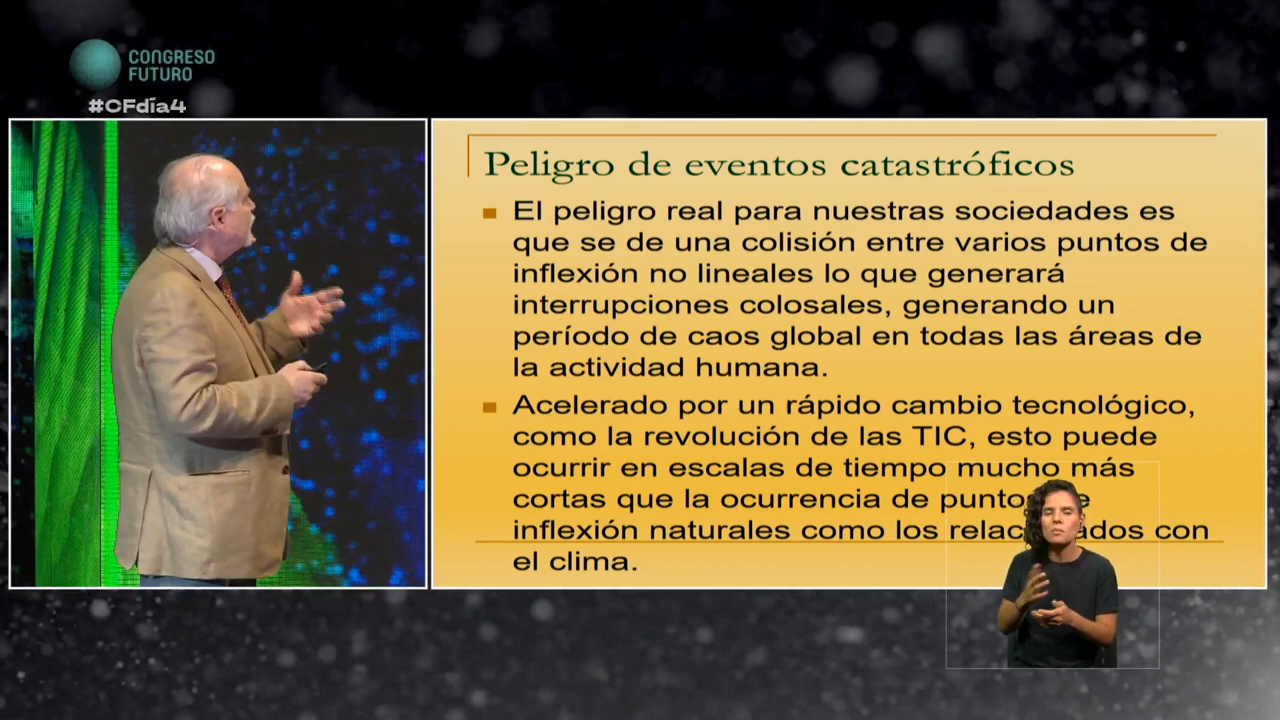 CONGRESO
FUTURO
#CFdía4
Peligro de eventos catastróficos
El peligro real para nuestras sociedades es
que se de una colisión entre varios puntos de
inflexión no lineales lo que generará
interrupciones colosales, generando un
período de caos global en todas las áreas de
la actividad humana.
Acelerado por un rápido cambio tecnológico,
como la revolución de las TIC, esto puede
ocurrir en escalas de tiempo mucho más
cortas que la ocurrencia de puntos de
inflexión naturales como los relacionados con
el clima.